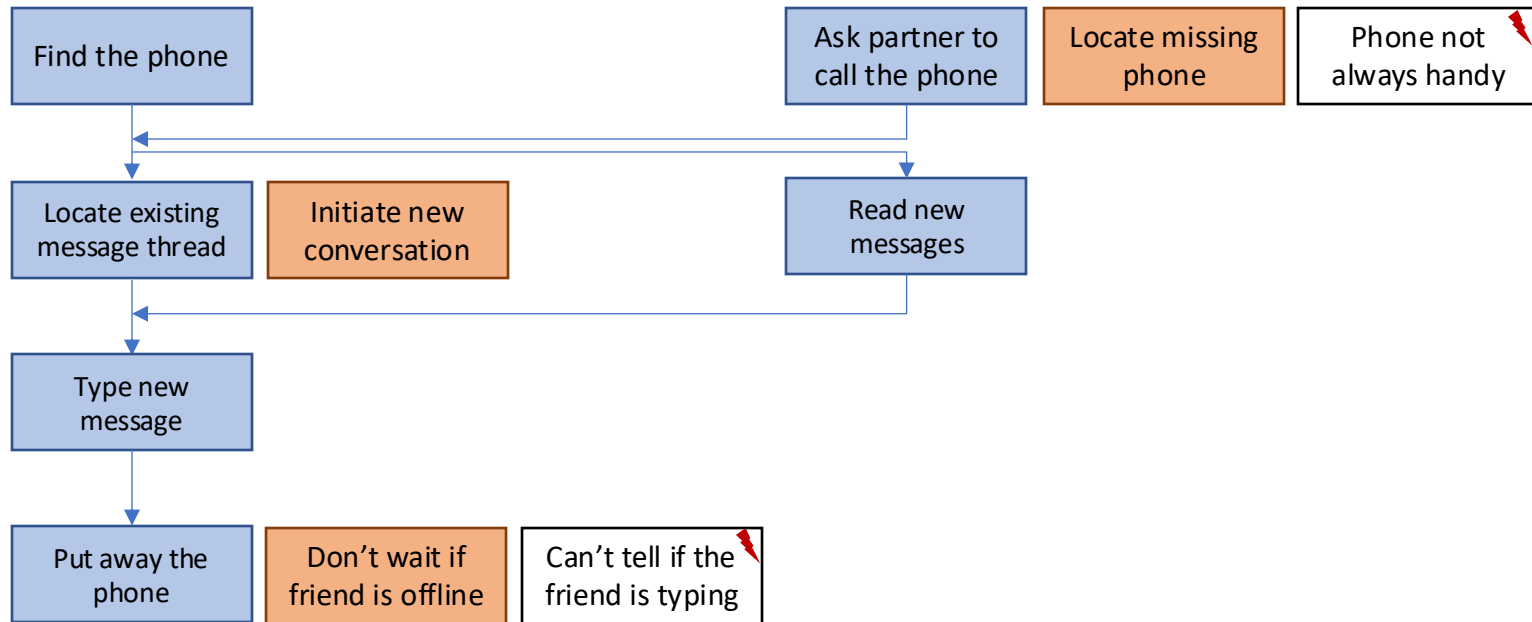 Find the phone
Ask partner to
call the phone
Locate missing
phone
Phone not
always handy
Locate existing
message thread
Initiate new
conversation
Read new
messages
Type new
message
Put away the
phone
Don't wait if
friend is offline
Can't tell if the
friend is typing